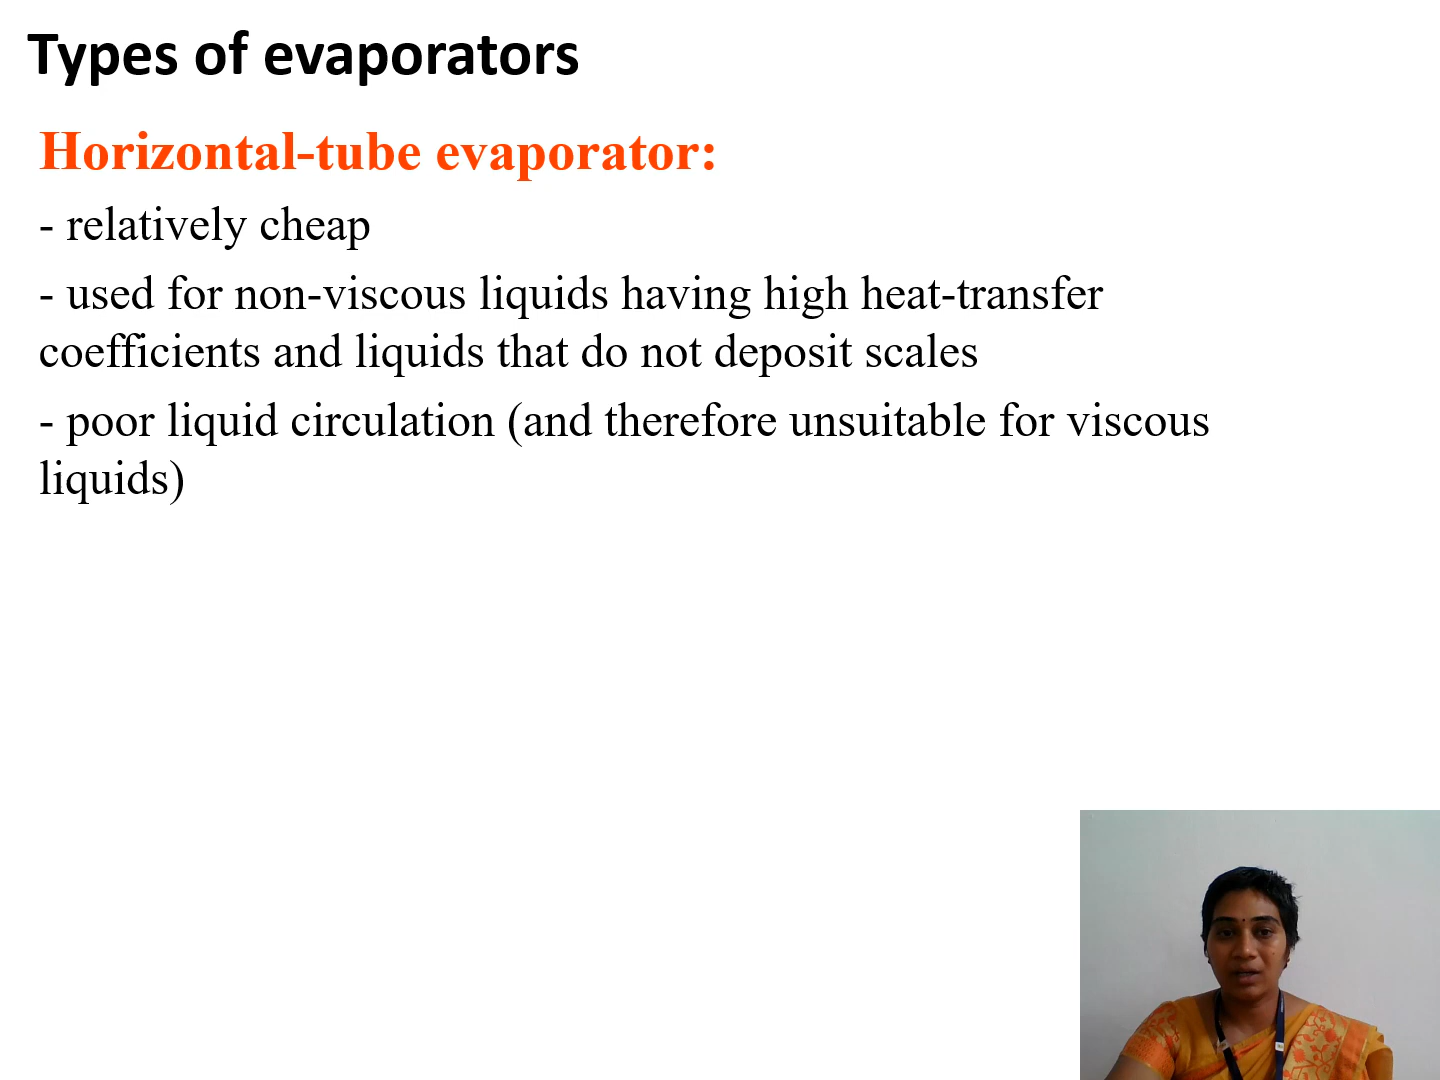 Types of evaporators
Horizontal-tube evaporator:
- relatively cheap
- used for non-viscous liquids having high heat-transfer
coefficients and liquids that do not deposit scales
- poor liquid circulation (and therefore unsuitable for viscous
liquids)